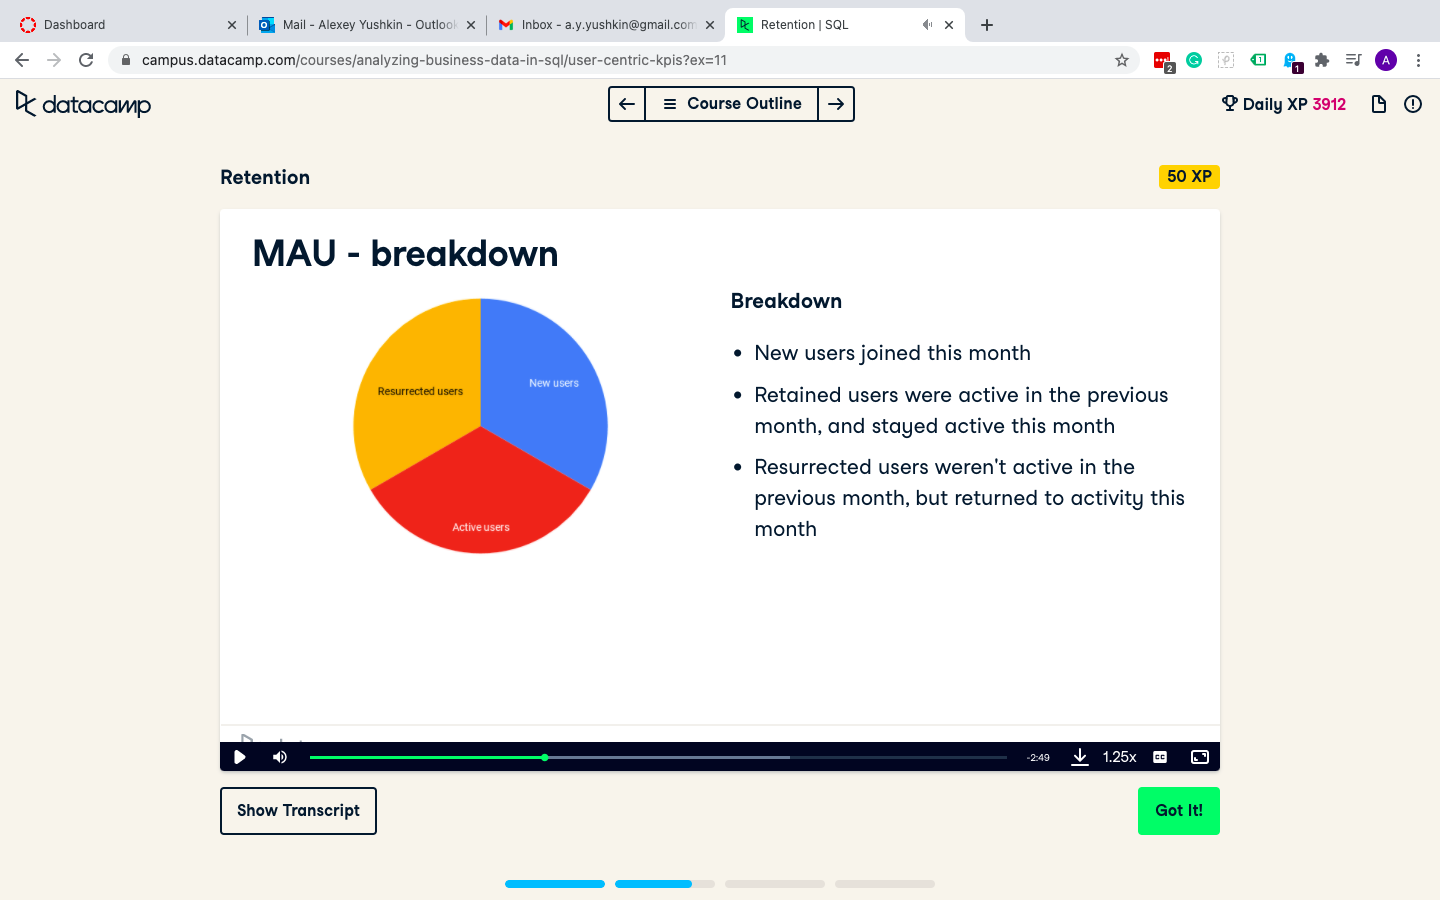 Dashboard
Mail - Alexey Yushkin - Outlook
Inbox - a.y.yushkin@gmail.com
Retention | SQL
campus.datacamp.com/courses/analyzing-business-data-in-sql/user-centric-kpis?ex=11
2
1
1
A
datacamp
Course Outline
Daily XP 3912
Retention
50 XP
MAU - breakdown
Resurrected users
New users
Active users
Breakdown
• New users joined this month
• Retained users were active in the previous
month, and stayed active this month
• Resurrected users weren't active in the
previous month, but returned to activity this
month
-2:49
1.25x
CC
Show Transcript
Got It!